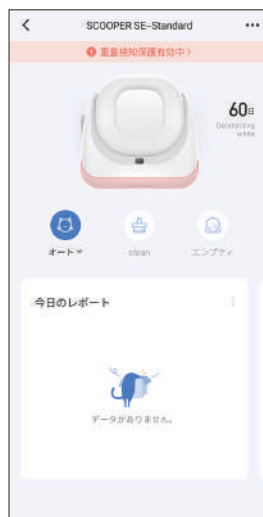 SCOOPER SE-Standard
重量検知保護有効中
60日
Deodorizing
while
オート
clean
エンプティ
今日のレポート
データがありません。